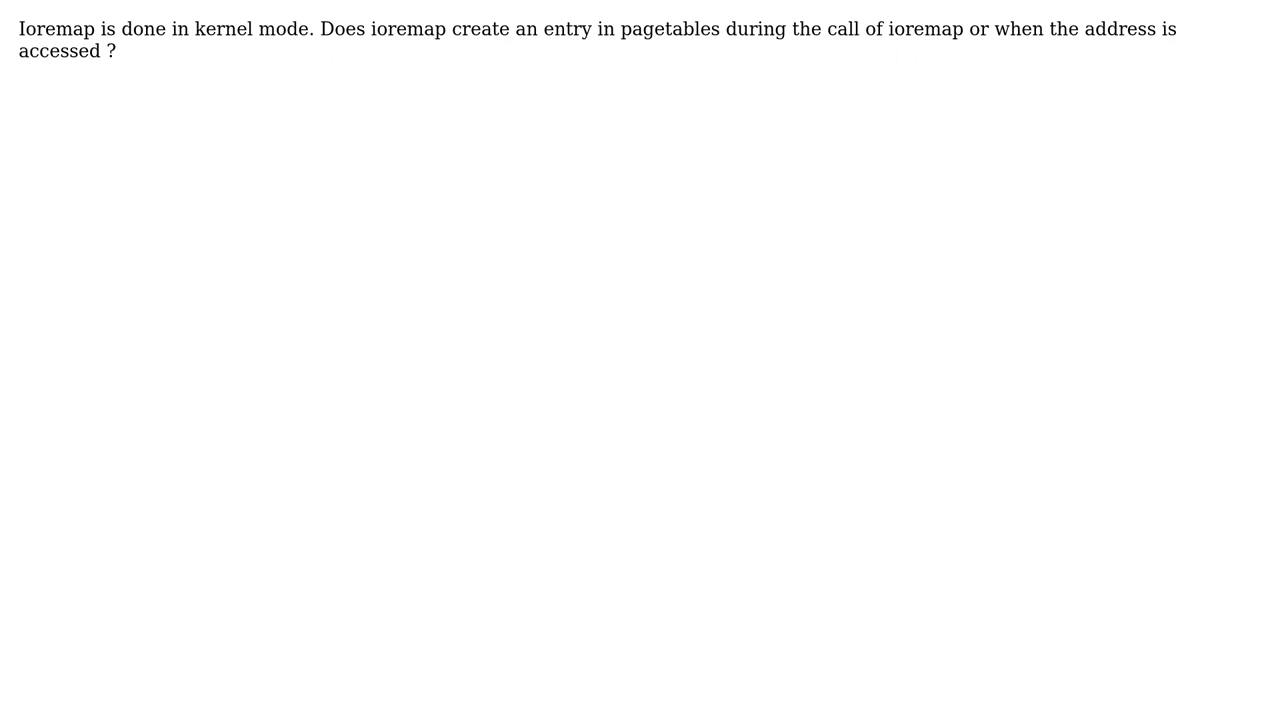 Ioremap is done in kernel mode. Does ioremap create an entry in pagetables during the call of ioremap or when the address is
accessed ?